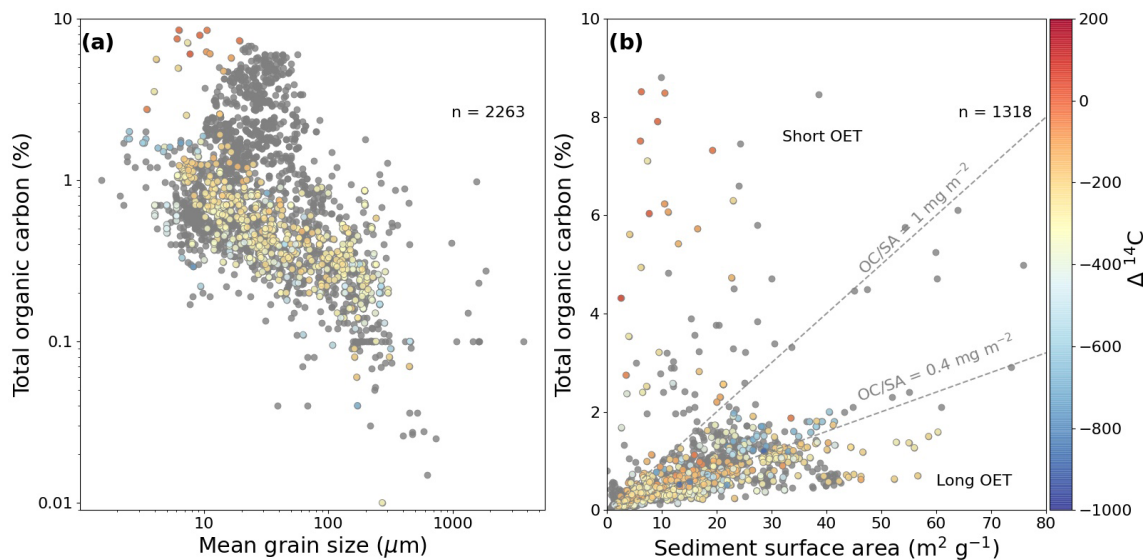 (a)
n = 2263
10
1
0.1
0.01
Total organic carbon (%)
10
100
1000
Mean grain size (μm)
(b)
n = 1318
Short OET
OC/SA = 1 mg m⁻²
OC/SA = 0.4 mg m⁻²
Long OET
10
8
6
4
2
0
Total organic carbon (%)
0
10
20
30
40
50
60
70
80
Sediment surface area (m² g⁻¹)
200
0
−200
−400
−600
−800
−1000
Δ ¹⁴C